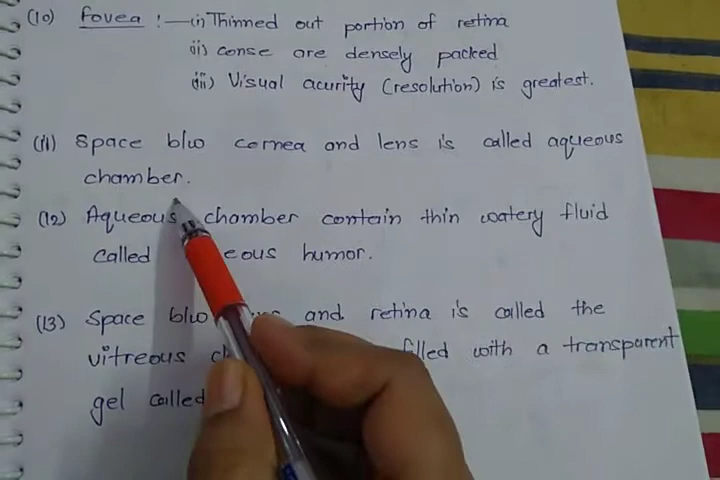 (10) Fovea :— (i) Thinned out portion of retina
ii) conse are densely packed
(iii) Visual acurity (resolution) is greatest.
(11) Space b/w cornea and lens is called aqueous
chamber.
(12) Aqueous chamber contain thin watery fluid
called eous humor.
(13) Space b/w and retina is called the
vitreous filled with a transparent
gel called